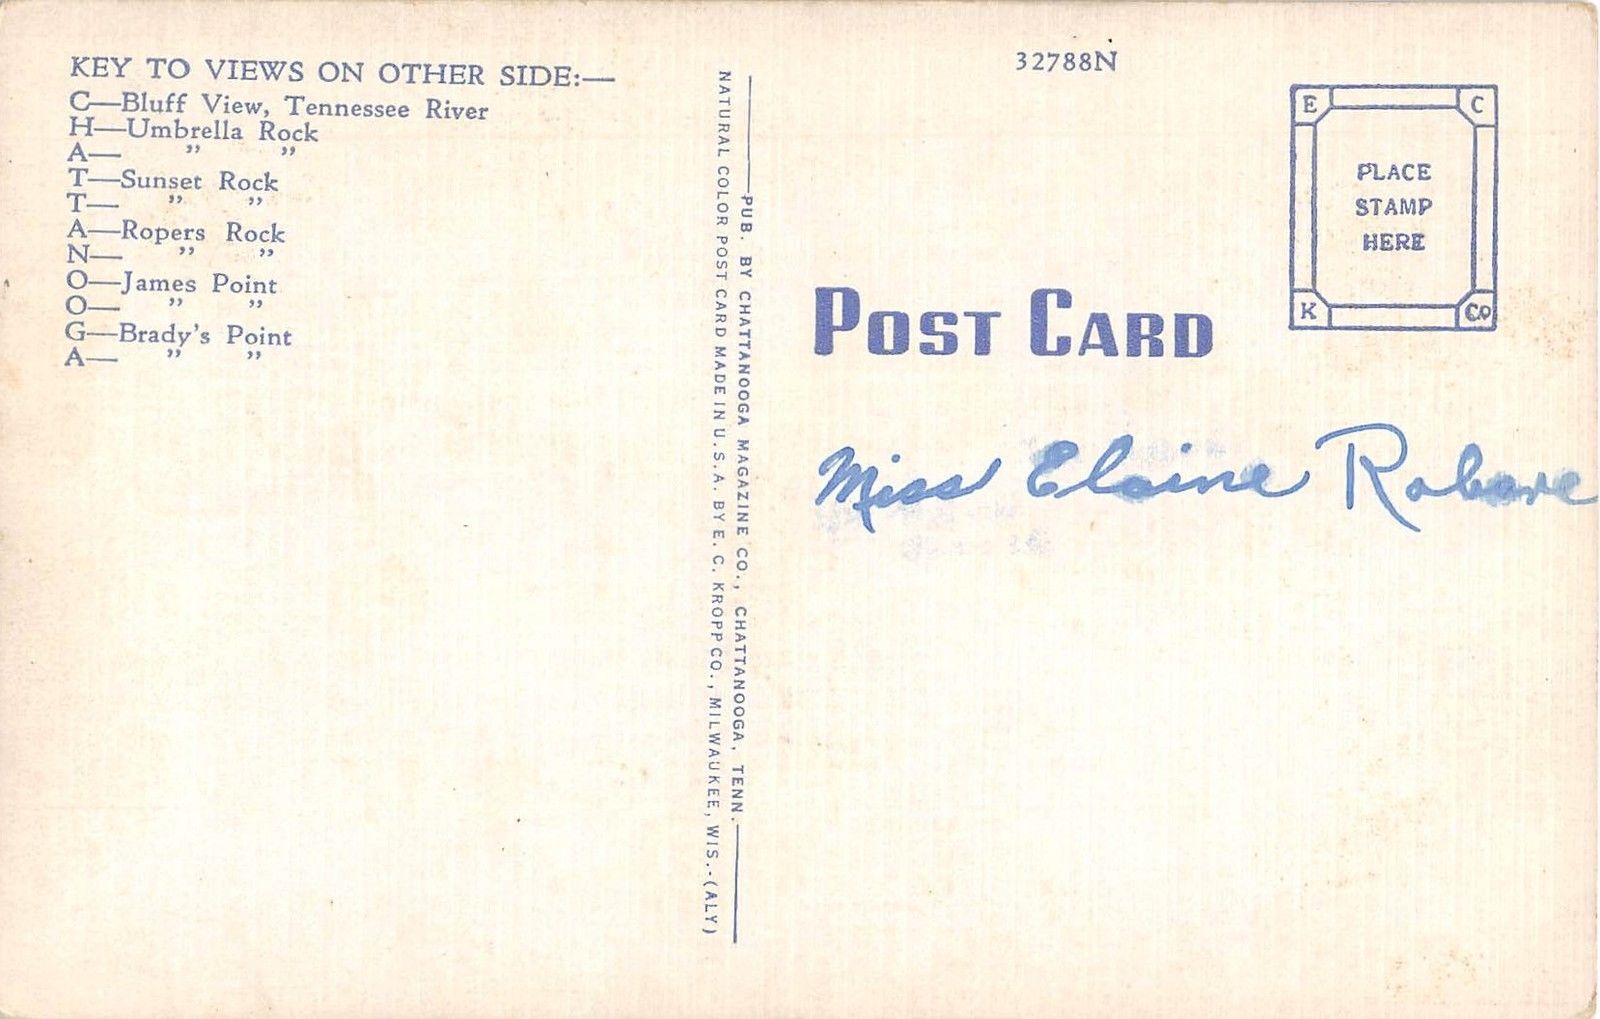 KEY TO VIEWS ON OTHER SIDE:—
C—Bluff View, Tennessee River
H—Umbrella Rock
A— ” ”
T—Sunset Rock
T— ” ”
A—Ropers Rock
N— ” ”
O—James Point
O— ” ”
G—Brady's Point
A— ” ”
PUB. BY CHATTANOOGA MAGAZINE CO., CHATTANOOGA, TENN.
NATURAL COLOR POST CARD MADE IN U.S.A. BY E. C. KROPP CO., MILWAUKEE, WIS.-(ALY)
32788N
E C
PLACE
STAMP
HERE
K Co
POST CARD
Miss Elaine Robare